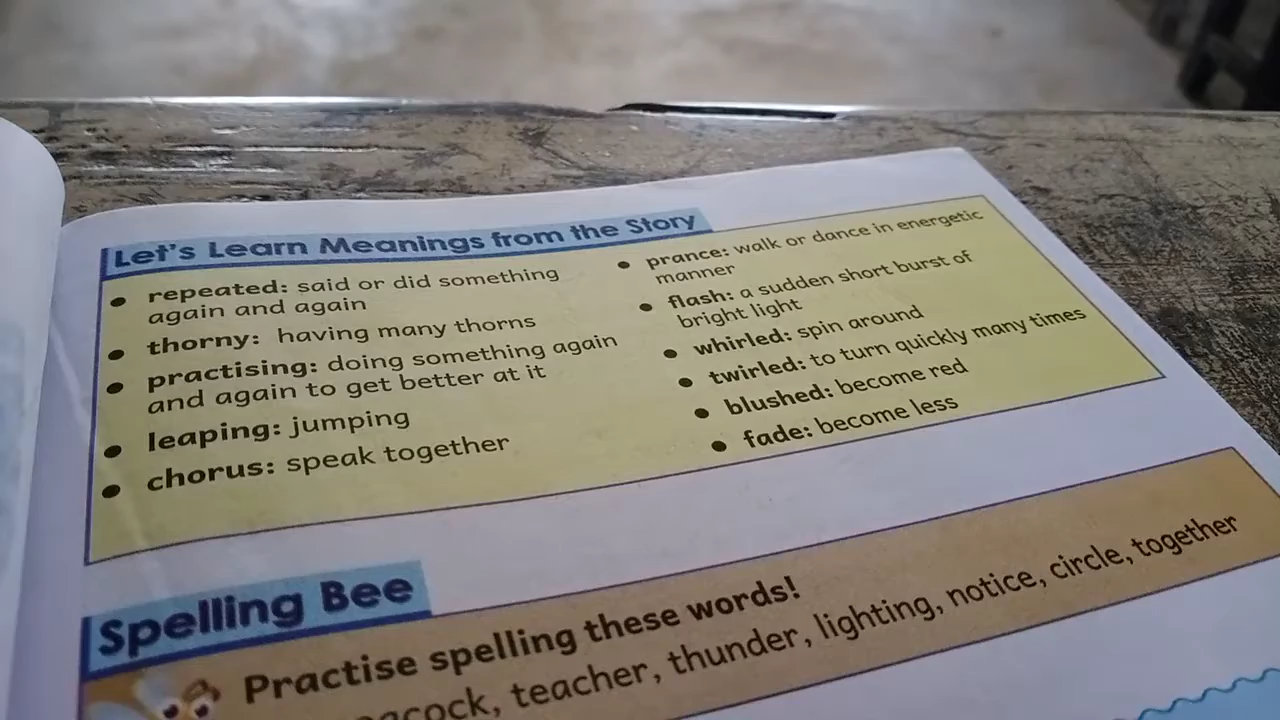 Let's Learn Meanings from the Story
• repeated: said or did something
again and again
• thorny: having many thorns
• practising: doing something again
and again to get better at it
• leaping: jumping
• chorus: speak together
• prance: walk or dance in energetic
manner
• flash: a sudden short burst of
bright light
• whirled: spin around
• twirled: to turn quickly many times
• blushed: become red
• fade: become less
Spelling Bee
Practise spelling these words!
teacher, thunder, lighting, notice, circle, together